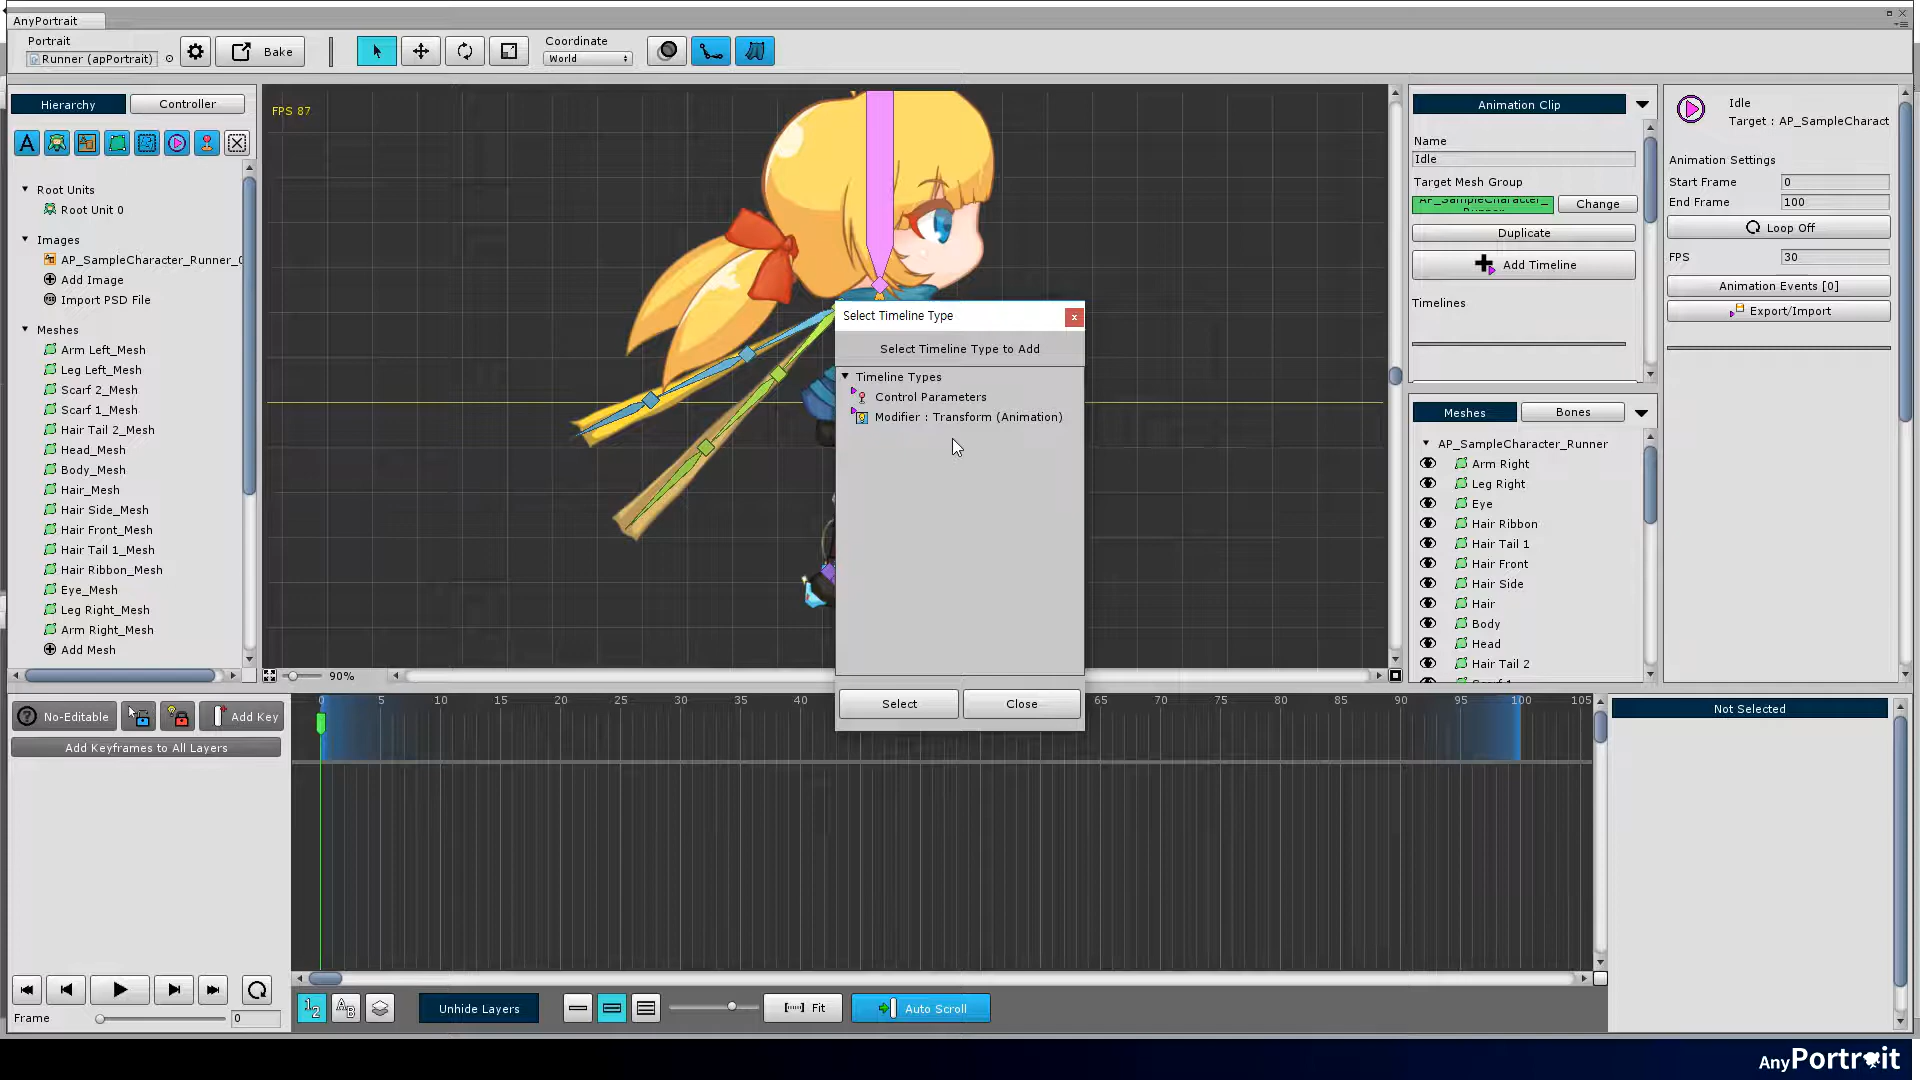 AnyPortrait
Portrait
Runner (apPortrait)
Bake
Coordinate
World
Hierarchy
Controller
Root Units
Root Unit 0
Images
AP_SampleCharacter_Runner_
Add Image
Import PSD File
Meshes
Arm Left_Mesh
Leg Left_Mesh
Scarf 2_Mesh
Scarf 1_Mesh
Hair Tail 2_Mesh
Head_Mesh
Body_Mesh
Hair_Mesh
Hair Side_Mesh
Hair Front_Mesh
Hair Tail 1_Mesh
Hair Ribbon_Mesh
Eye_Mesh
Leg Right_Mesh
Arm Right_Mesh
Add Mesh
FPS 87
90%
Select Timeline Type
x
Select Timeline Type to Add
Timeline Types
Control Parameters
Modifier : Transform (Animation)
Select
Close
Animation Clip
Name
Idle
Target Mesh Group
AP_SampleCharacter_
Change
Duplicate
Add Timeline
Timelines
Meshes
Bones
AP_SampleCharacter_Runner
Arm Right
Leg Right
Eye
Hair Ribbon
Hair Tail 1
Hair Front
Hair Side
Hair
Body
Head
Hair Tail 2
Idle
Target : AP_SampleCharact
Animation Settings
Start Frame 0
End Frame 100
Loop Off
FPS 30
Animation Events [0]
Export/Import
No-Editable
Add Key
Add Keyframes to All Layers
0 5 10 15 20 25 30 35 40 65 70 75 80 85 90 95 100 105
Not Selected
Frame 0
Unhide Layers
Fit
Auto Scroll
AnyPortrait